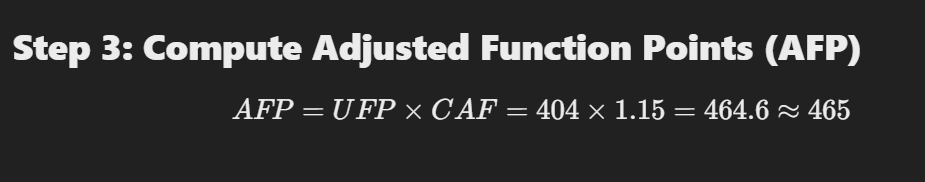 Step 3: Compute Adjusted Function Points (AFP)
AFP = UFP × CAF = 404 × 1.15 = 464.6 ≈ 465